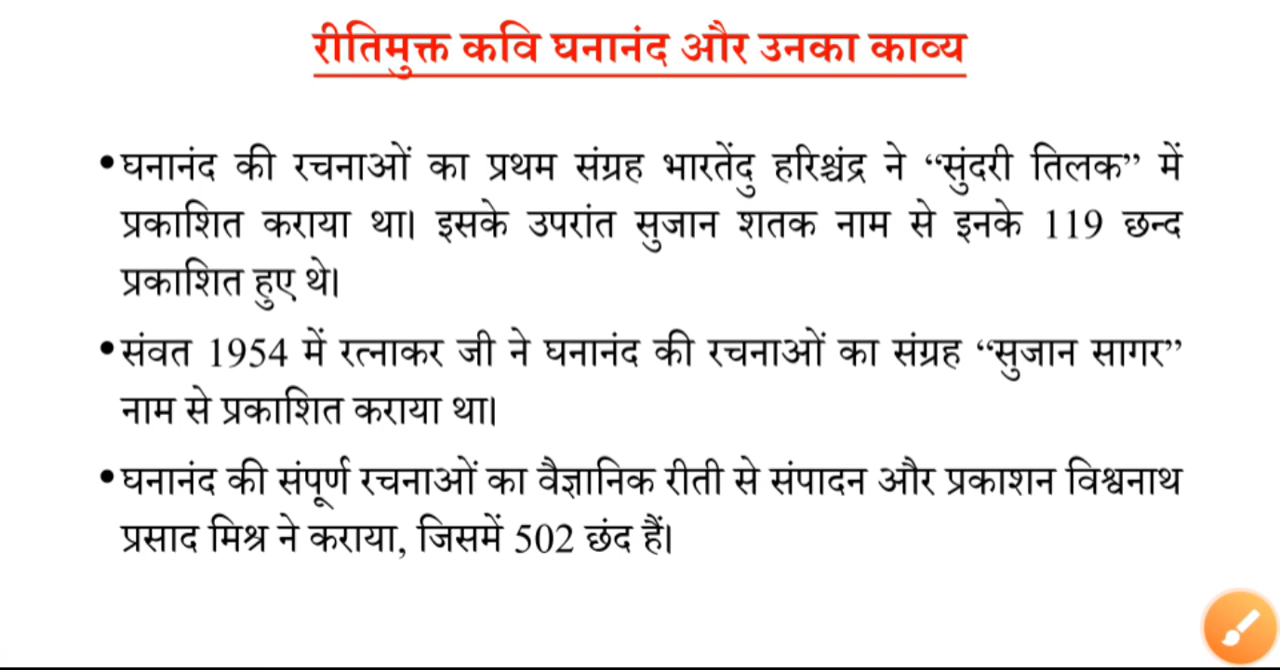 रीतिमुक्त कवि घनानंद और उनका काव्य
•घनानंद की रचनाओं का प्रथम संग्रह भारतेंदु हरिश्चंद्र ने “सुंदरी तिलक” में
प्रकाशित कराया था। इसके उपरांत सुजान शतक नाम से इनके 119 छन्द
प्रकाशित हुए थे।
•संवत 1954 में रत्नाकर जी ने घनानंद की रचनाओं का संग्रह “सुजान सागर”
नाम से प्रकाशित कराया था।
•घनानंद की संपूर्ण रचनाओं का वैज्ञानिक रीती से संपादन और प्रकाशन विश्वनाथ
प्रसाद मिश्र ने कराया, जिसमें 502 छंद हैं।